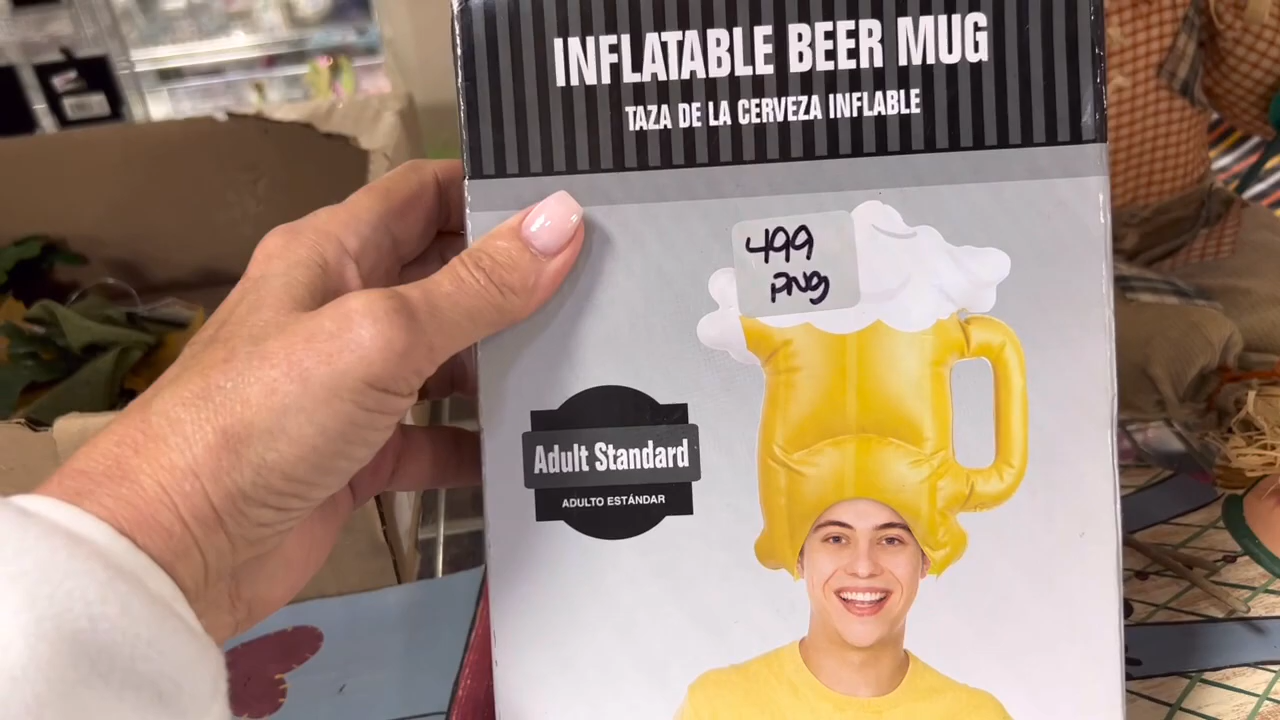 INFLATABLE BEER MUG
TAZA DE LA CERVEZA INFLABLE
499
PNG
Adult Standard
ADULTO ESTÁNDAR